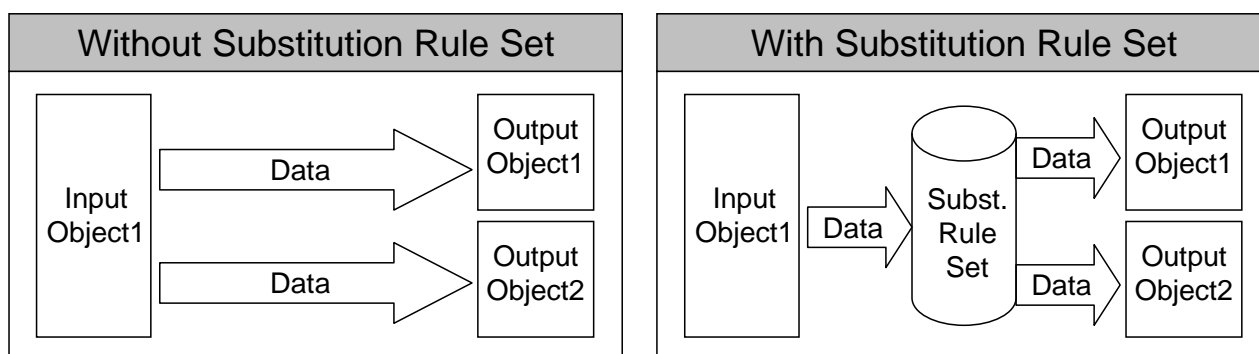 Without Substitution Rule Set
Input
Object1
Data
Output
Object1
Data
Output
Object2
With Substitution Rule Set
Input
Object1
Data
Subst.
Rule
Set
Data
Output
Object1
Data
Output
Object2